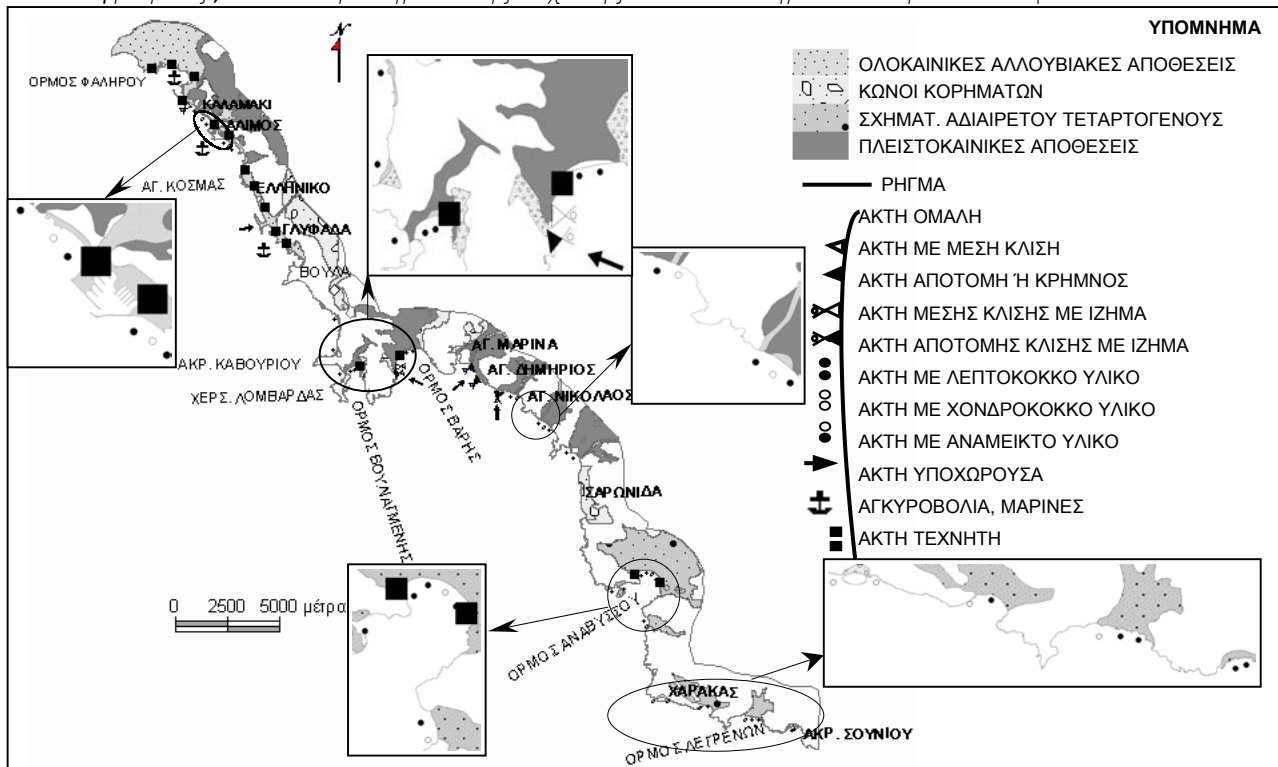 ΥΠΟΜΝΗΜΑ
ΟΛΟΚΑΙΝΙΚΕΣ ΑΛΛΟΥΒΙΑΚΕΣ ΑΠΟΘΕΣΕΙΣ
ΚΩΝΟΙ ΚΟΡΗΜΑΤΩΝ
ΣΧΗΜΑΤ. ΑΔΙΑΙΡΕΤΟΥ ΤΕΤΑΡΤΟΓΕΝΟΥΣ
ΠΛΕΙΣΤΟΚΑΙΝΙΚΕΣ ΑΠΟΘΕΣΕΙΣ
ΡΗΓΜΑ
ΑΚΤΗ ΟΜΑΛΗ
ΑΚΤΗ ΜΕ ΜΕΣΗ ΚΛΙΣΗ
ΑΚΤΗ ΑΠΟΤΟΜΗ Ή ΚΡΗΜΝΟΣ
ΑΚΤΗ ΜΕΣΗΣ ΚΛΙΣΗΣ ΜΕ ΙΖΗΜΑ
ΑΚΤΗ ΑΠΟΤΟΜΗΣ ΚΛΙΣΗΣ ΜΕ ΙΖΗΜΑ
ΑΚΤΗ ΜΕ ΛΕΠΤΟΚΟΚΚΟ ΥΛΙΚΟ
ΑΚΤΗ ΜΕ ΧΟΝΔΡΟΚΟΚΚΟ ΥΛΙΚΟ
ΑΚΤΗ ΜΕ ΑΝΑΜΕΙΚΤΟ ΥΛΙΚΟ
ΑΚΤΗ ΥΠΟΧΩΡΟΥΣΑ
ΑΓΚΥΡΟΒΟΛΙΑ, ΜΑΡΙΝΕΣ
ΑΚΤΗ ΤΕΧΝΗΤΗ
N
ΟΡΜΟΣ ΦΑΛΗΡΟΥ
ΚΑΛΑΜΑΚΙ
ΑΛΙΜΟΣ
ΑΓ. ΚΟΣΜΑΣ
ΕΛΛΗΝΙΚΟ
ΓΛΥΦΑΔΑ
ΒΟΥΛΑ
ΑΚΡ. ΚΑΒΟΥΡΙΟΥ
ΧΕΡΣ. ΛΟΜΒΑΡΔΑΣ
ΟΡΜΟΣ ΒΟΥΛΙΑΓΜΕΝΗΣ
ΟΡΜΟΣ ΒΑΡΗΣ
ΑΓ. ΜΑΡΙΝΑ
ΑΓ. ΔΗΜΗΡΙΟΣ
ΑΓ. ΝΙΚΟΛΑΟΣ
ΣΑΡΩΝΙΔΑ
0 2500 5000 μέτρα
ΟΡΜΟΣ ΑΝΑΒΥΣΣΟΥ
ΧΑΡΑΚΑΣ
ΟΡΜΟΣ ΛΕΓΡΕΝΩΝ
ΑΚΡ. ΣΟΥΝΙΟΥ